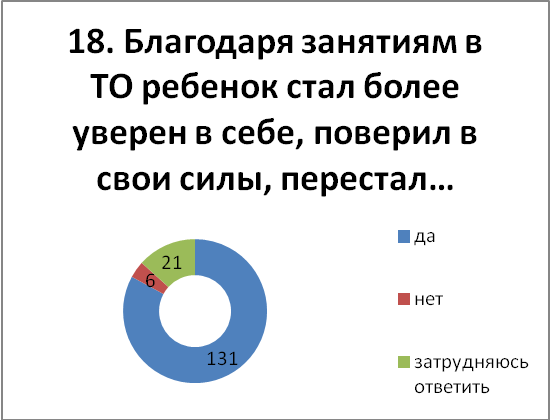 18. Благодаря занятиям в
ТО ребенок стал более
уверен в себе, поверил в
свои силы, перестал...
21
6
131
да
нет
затрудняюсь
ответить